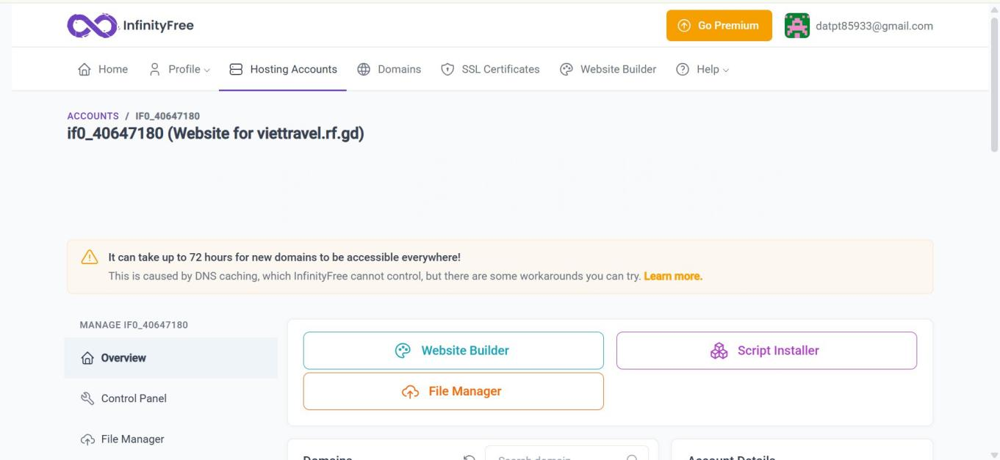 InfinityFree
Go Premium
datpt85933@gmail.com
Home
Profile
Hosting Accounts
Domains
SSL Certificates
Website Builder
Help
ACCOUNTS / IF0_40647180
if0_40647180 (Website for viettravel.rf.gd)
It can take up to 72 hours for new domains to be accessible everywhere!
This is caused by DNS caching, which InfinityFree cannot control, but there are some workarounds you can try. Learn more.
MANAGE IF0_40647180
Overview
Control Panel
File Manager
Website Builder
Script Installer
File Manager
Domains
Search domain
Account Details